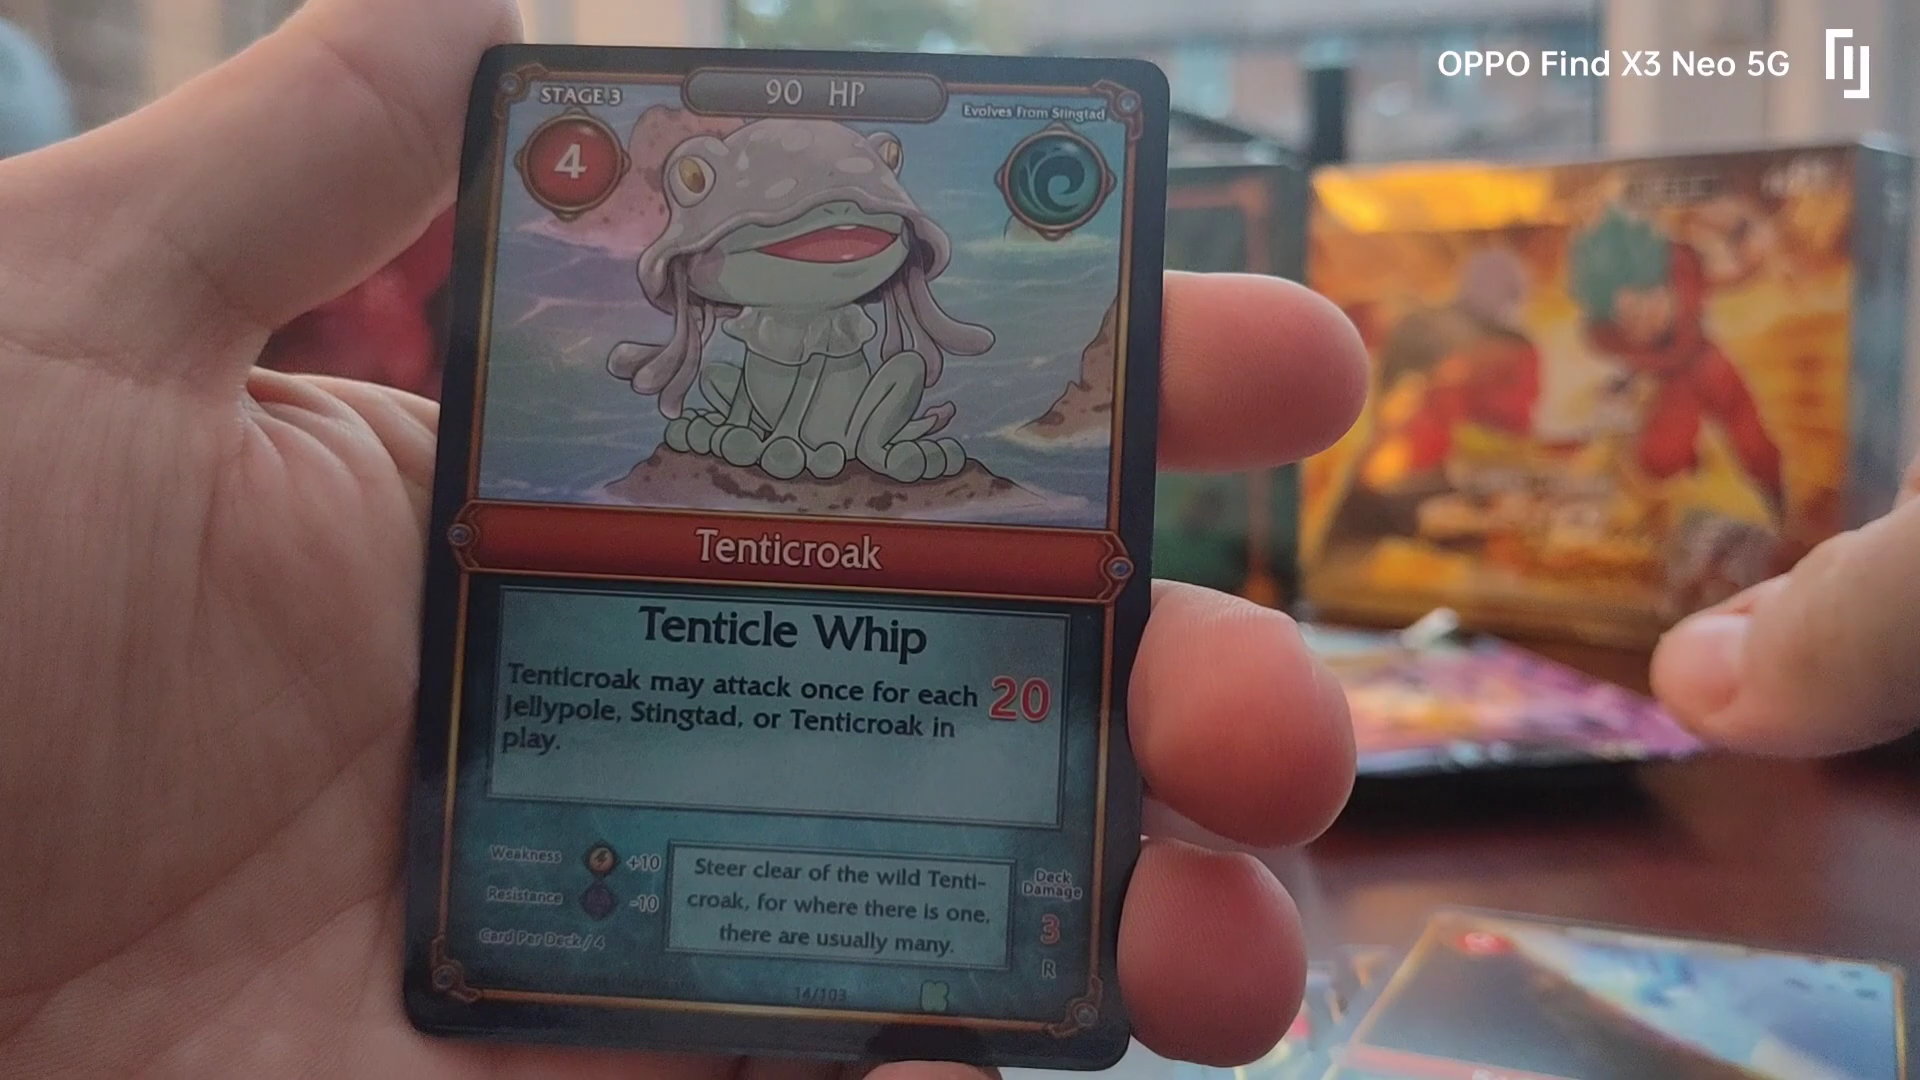 OPPO Find X3 Neo 5G
STAGE 3
90 HP
Evolves From Stingtad
4
Tenticroak
Tenticle Whip
Tenticroak may attack once for each
Jellypole, Stingtad, or Tenticroak in
play.
20
Weakness +10
Resistance -10
Card Per Deck / 4
Steer clear of the wild Tenti-
croak, for where there is one,
there are usually many.
Deck
Damage
3
R
14/103